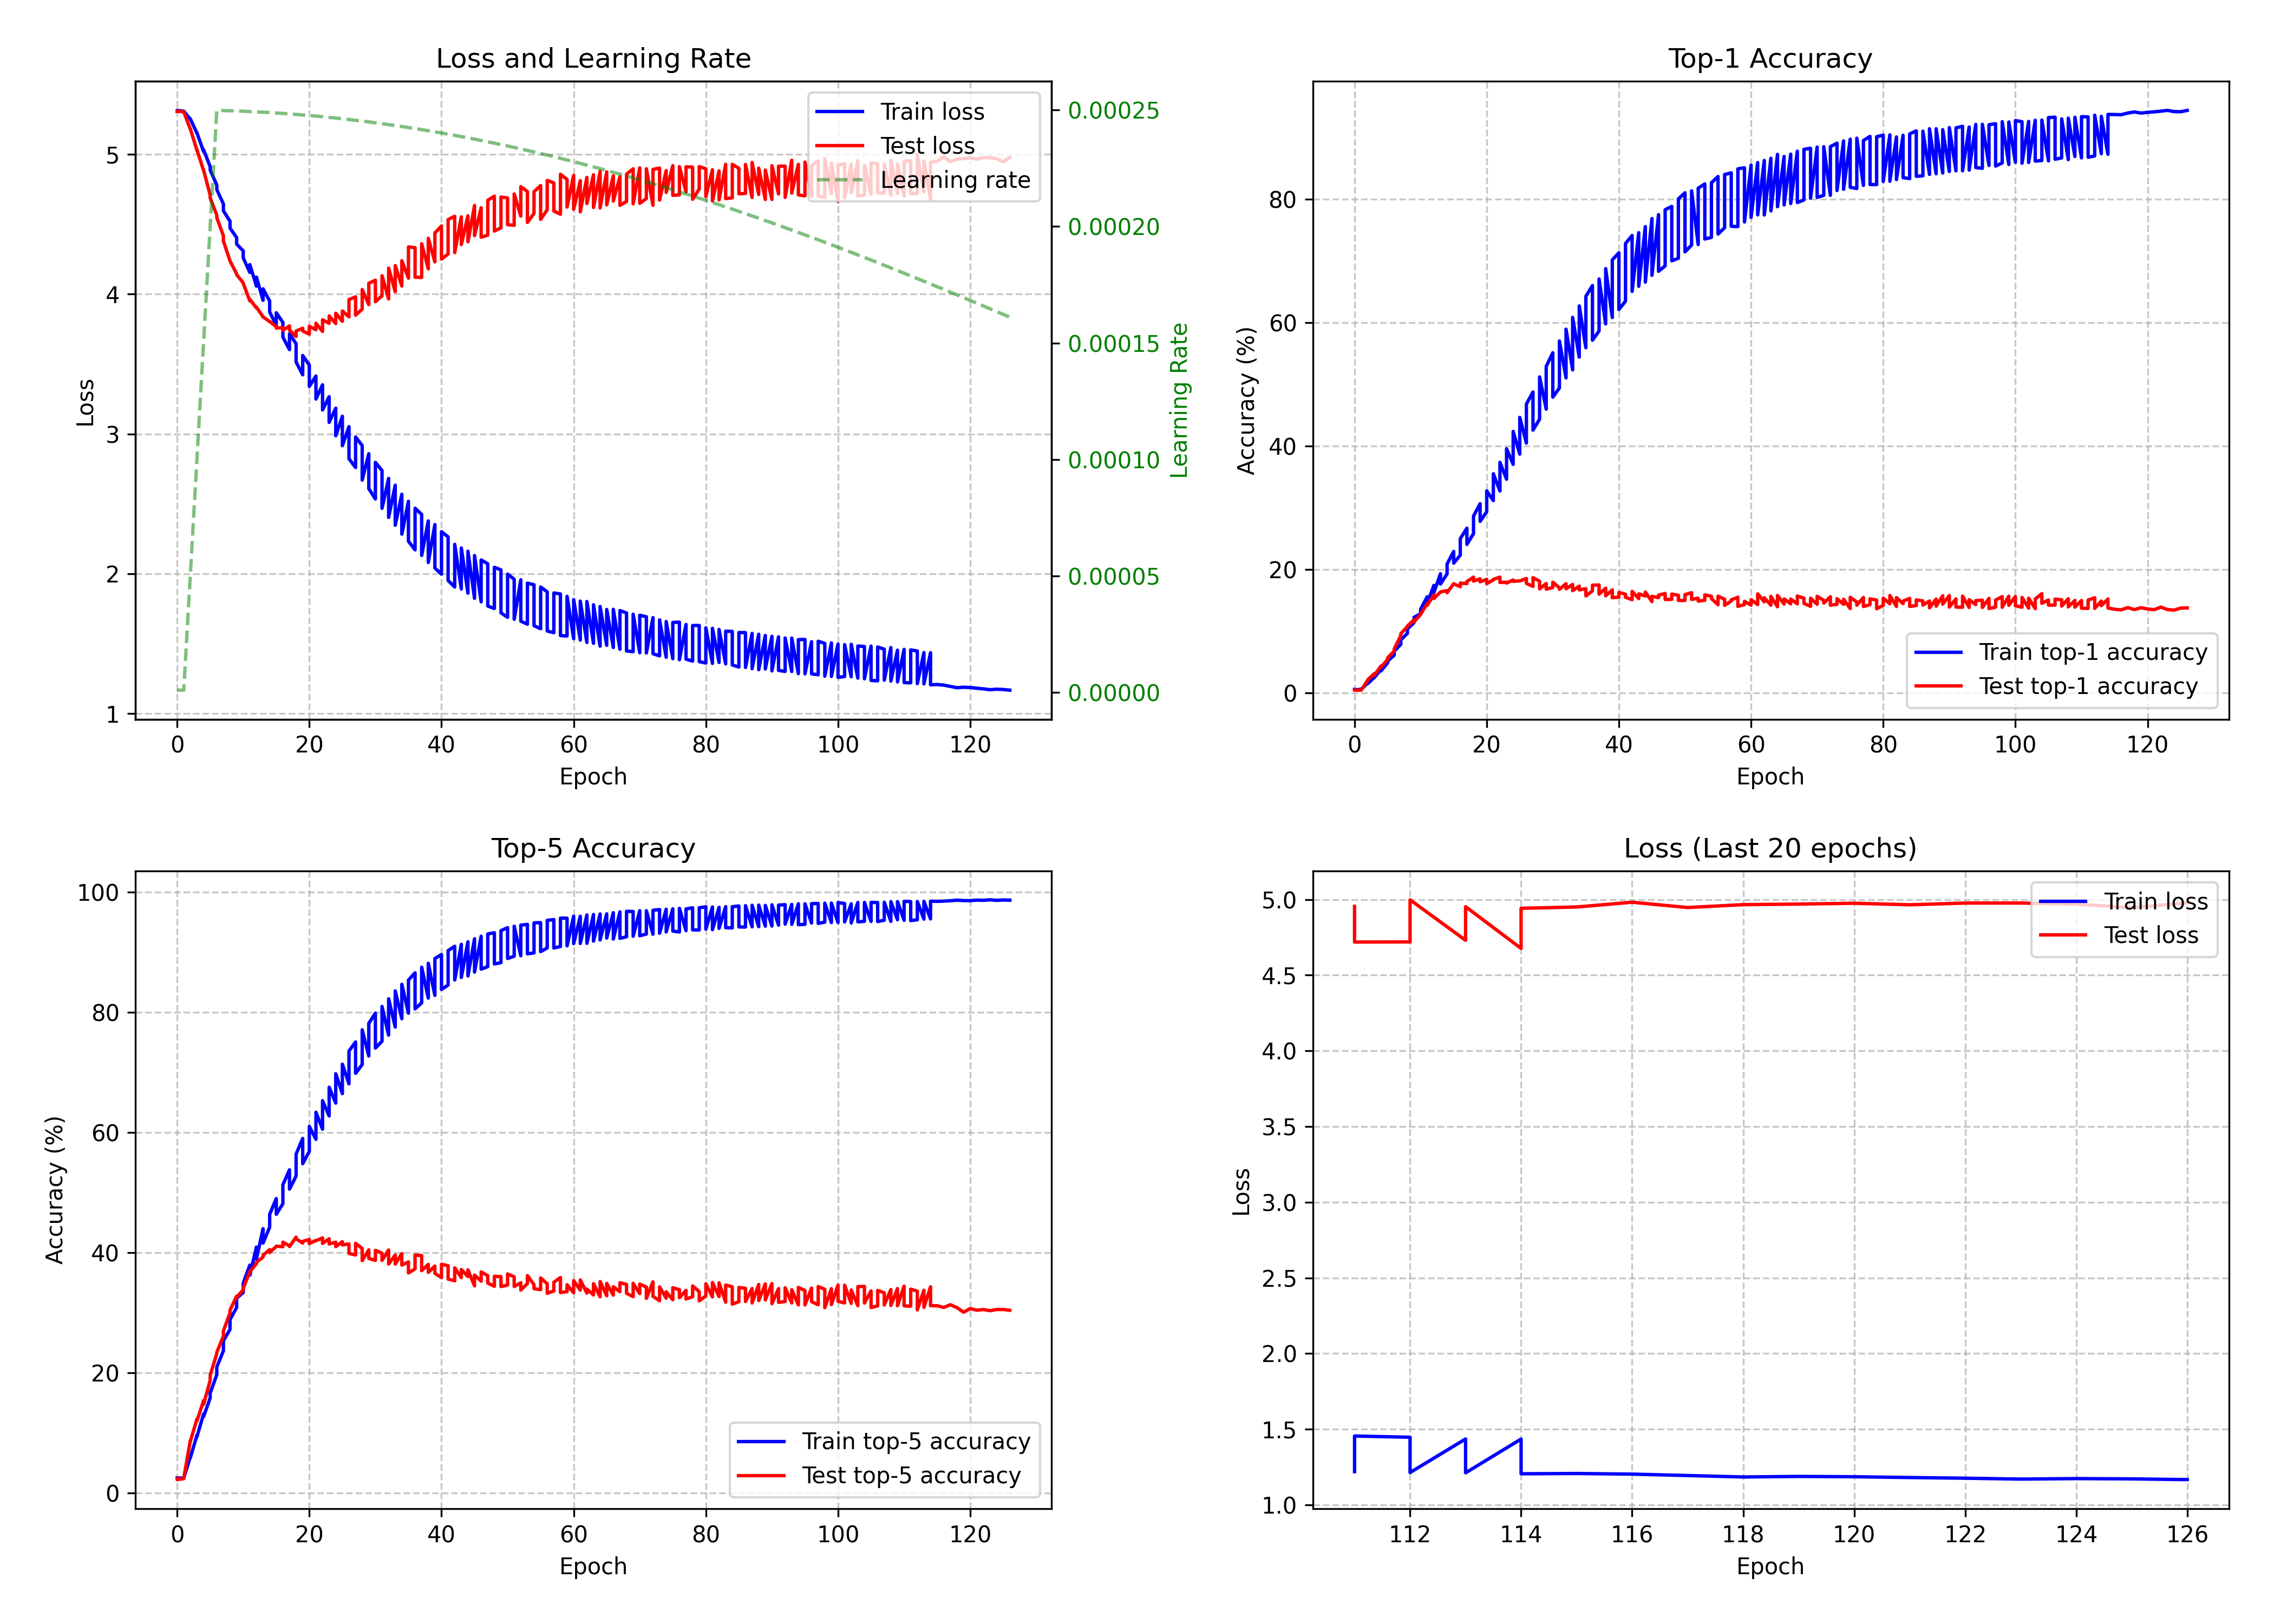 Loss and Learning Rate
Train loss
Test loss
Learning rate
5
4
3
2
1
Loss
0.00025
0.00020
0.00015
0.00010
0.00005
0.00000
Learning Rate
0 20 40 60 80 100 120
Epoch
Top-1 Accuracy
80
60
40
20
0
Accuracy (%)
Train top-1 accuracy
Test top-1 accuracy
0 20 40 60 80 100 120
Epoch
Top-5 Accuracy
100
80
60
40
20
0
Accuracy (%)
Train top-5 accuracy
Test top-5 accuracy
0 20 40 60 80 100 120
Epoch
Loss (Last 20 epochs)
Train loss
Test loss
5.0
4.5
4.0
3.5
3.0
2.5
2.0
1.5
1.0
Loss
112 114 116 118 120 122 124 126
Epoch